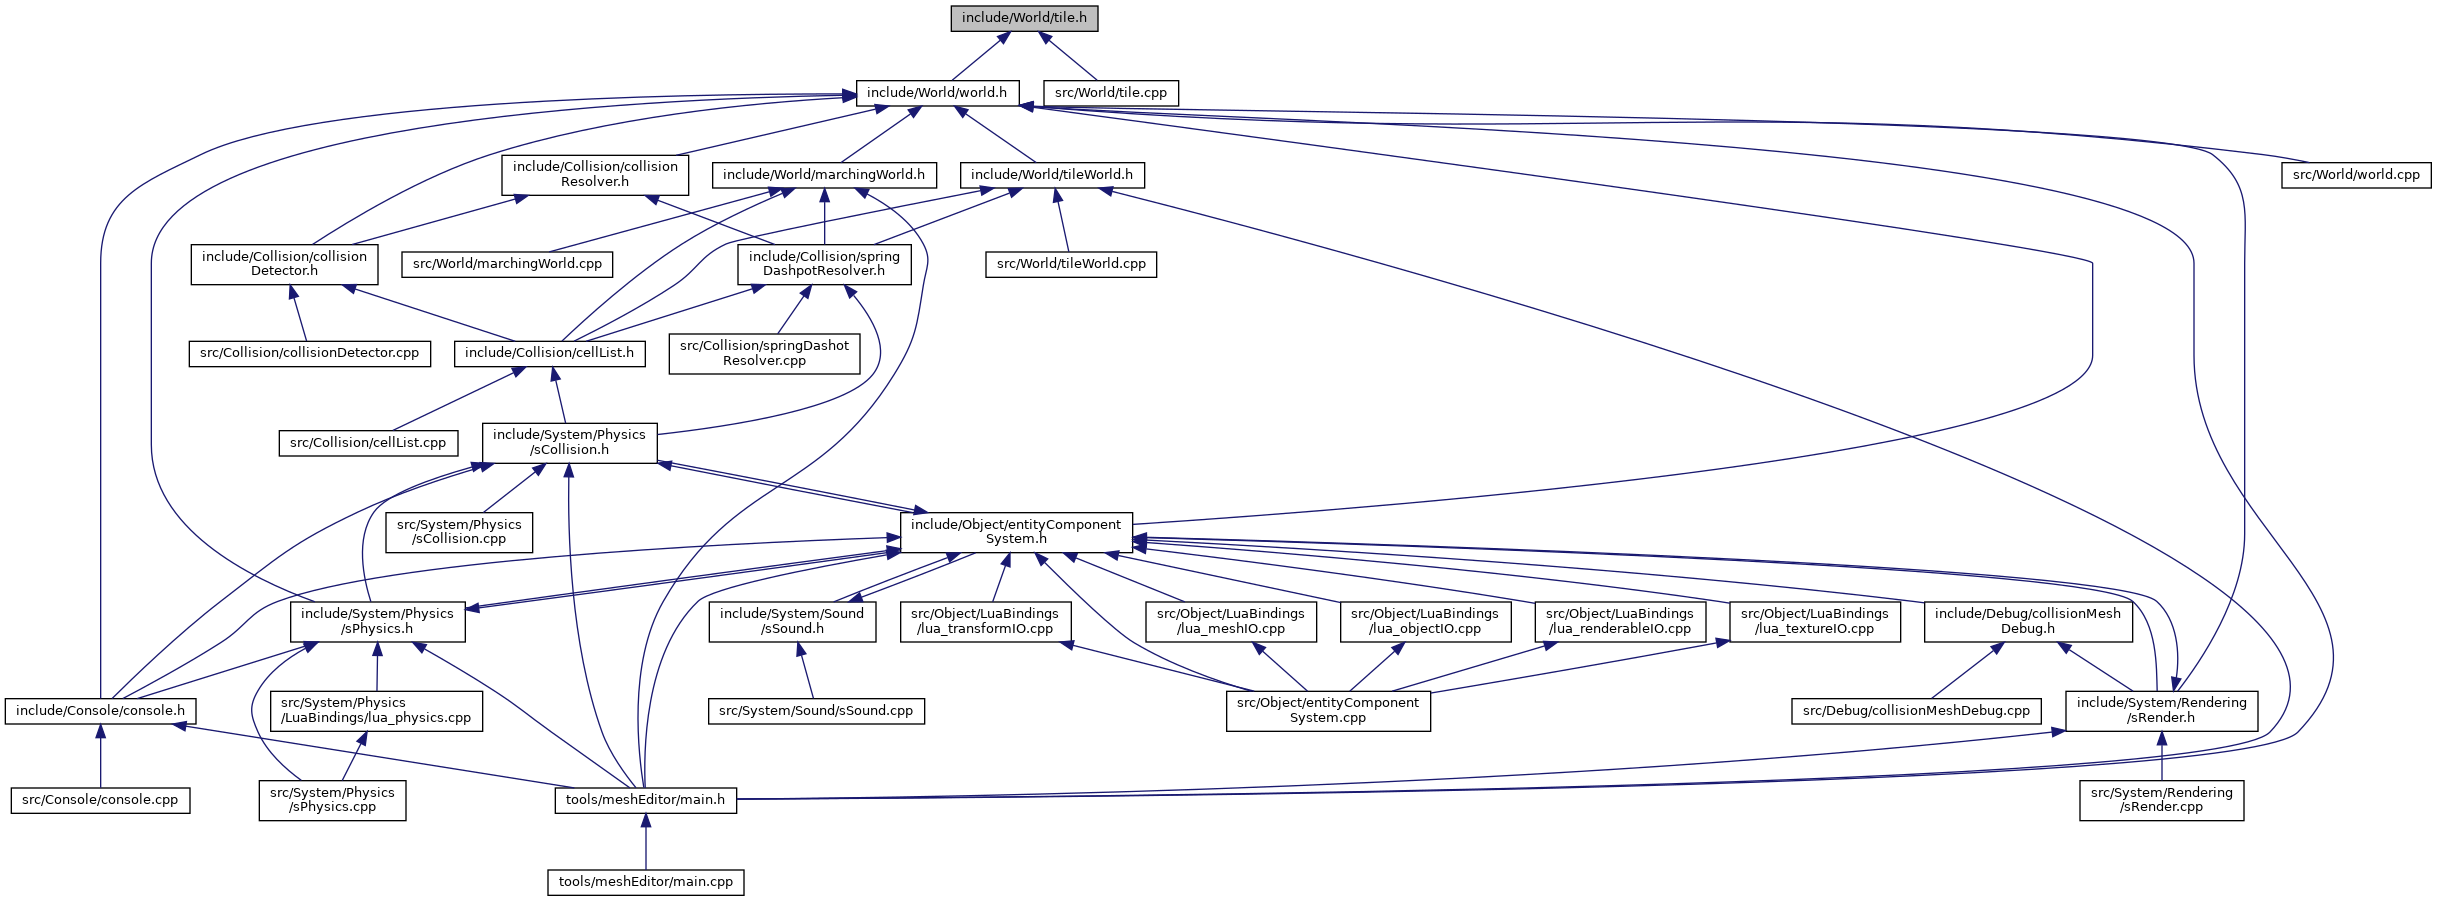 include/World/tile.h
include/World/world.h
src/World/tile.cpp
include/Collision/collision
Resolver.h
include/World/marchingWorld.h
include/World/tileWorld.h
src/World/world.cpp
include/Collision/collision
Detector.h
src/World/marchingWorld.cpp
include/Collision/spring
DashpotResolver.h
src/World/tileWorld.cpp
src/Collision/collisionDetector.cpp
include/Collision/cellList.h
src/Collision/springDashot
Resolver.cpp
src/Collision/cellList.cpp
include/System/Physics
/sCollision.h
src/System/Physics
/sCollision.cpp
include/Object/entityComponent
System.h
include/System/Physics
/sPhysics.h
include/System/Sound
/sSound.h
src/Object/LuaBindings
/lua_transformIO.cpp
src/Object/LuaBindings
/lua_meshIO.cpp
src/Object/LuaBindings
/lua_objectIO.cpp
src/Object/LuaBindings
/lua_renderableIO.cpp
src/Object/LuaBindings
/lua_textureIO.cpp
include/Debug/collisionMesh
Debug.h
include/Console/console.h
src/System/Physics
/LuaBindings/lua_physics.cpp
src/System/Sound/sSound.cpp
src/Object/entityComponent
System.cpp
src/Debug/collisionMeshDebug.cpp
include/System/Rendering
/sRender.h
src/Console/console.cpp
src/System/Physics
/sPhysics.cpp
tools/meshEditor/main.h
src/System/Rendering
/sRender.cpp
tools/meshEditor/main.cpp